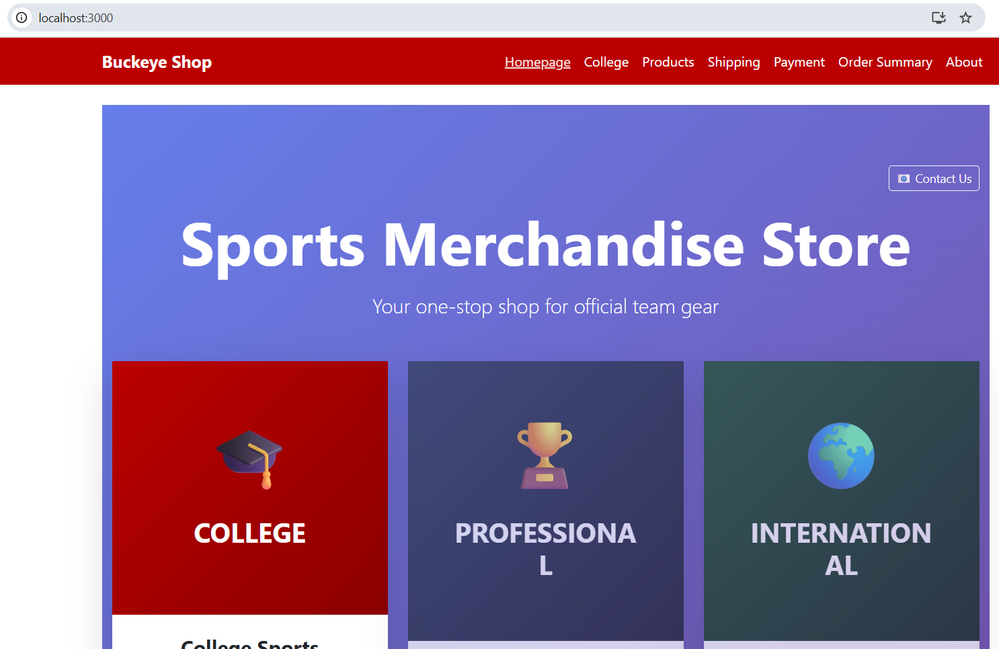 localhost:3000
Buckeye Shop
Homepage College Products Shipping Payment Order Summary About
Contact Us
Sports Merchandise Store
Your one-stop shop for official team gear
COLLEGE
PROFESSIONA
L
INTERNATION
AL
College Sports